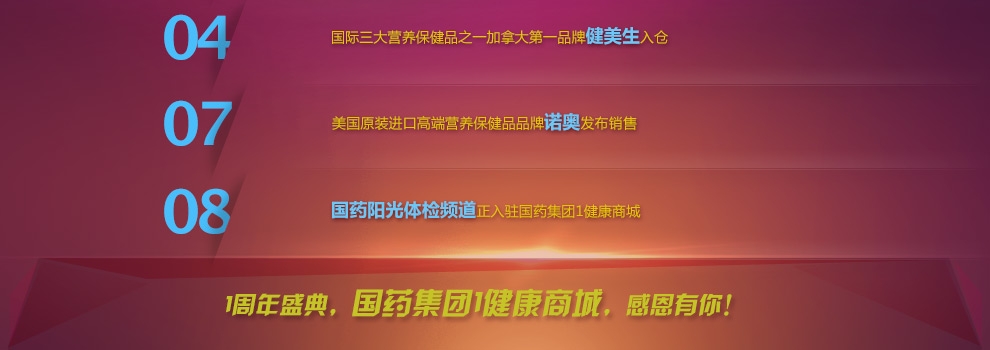 04
国际三大营养保健品之一加拿大第一品牌健美生入仓
07
美国原装进口高端营养保健品品牌诺奥发布销售
08
国药阳光体检频道正入驻国药集团1健康商城
1周年盛典，国药集团1健康商城，感恩有你！